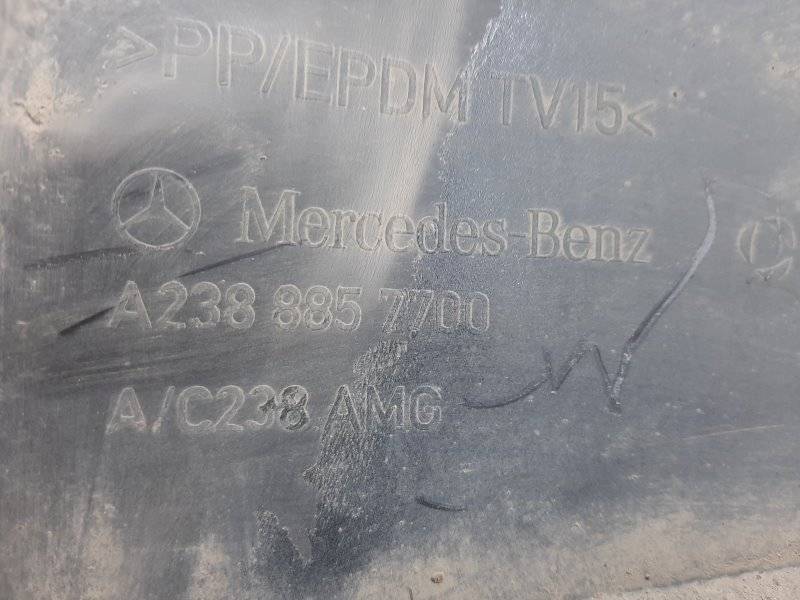 >PP/EPDM TV15<
Mercedes-Benz
A238 885 7700
A/C238 AMG